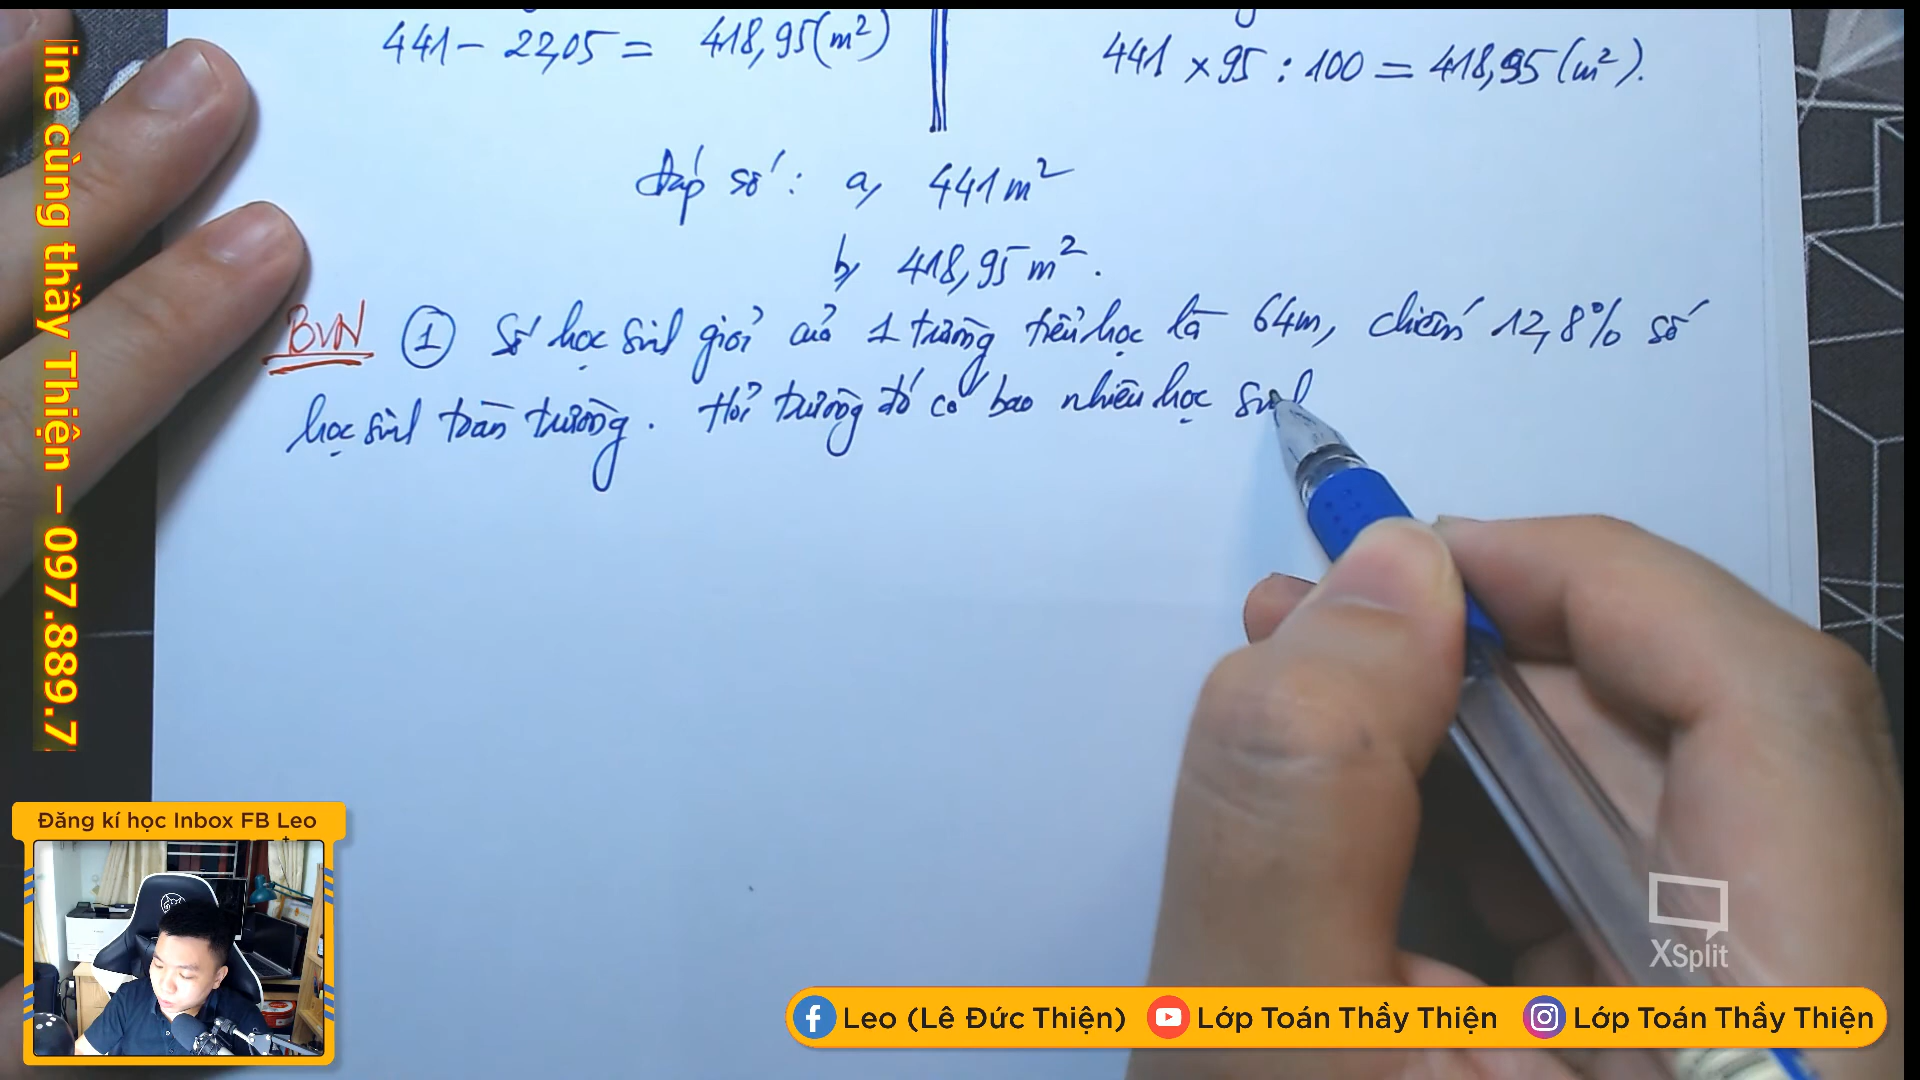 441 - 22,05 = 418,95 (m²)
441 × 95 : 100 = 418,95 (m²).
Đáp số: a, 441 m²
b, 418,95 m².
BVN ① Số học sinh giỏi của 1 trường tiểu học là 64 em, chiếm 12,8% số
học sinh toàn trường. Hỏi trường đó có bao nhiêu học sinh
ine cùng thầy Thiện – 097.889.7
Đăng kí học Inbox FB Leo
XSplit
Leo (Lê Đức Thiện) Lớp Toán Thầy Thiện Lớp Toán Thầy Thiện